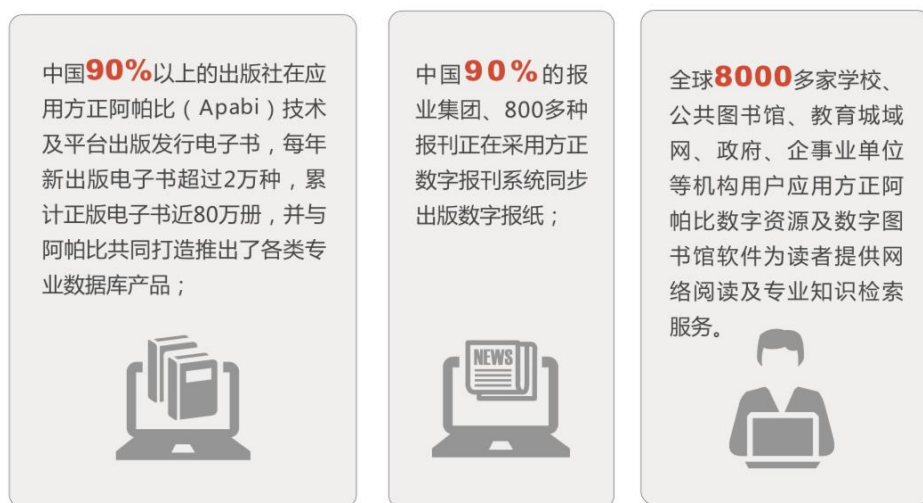 中国90%以上的出版社在应
用方正阿帕比（Apabi）技术
及平台出版发行电子书，每年
新出版电子书超过2万种，累
计正版电子书近80万册，并与
阿帕比共同打造推出了各类专
业数据库产品；
中国90%的报
业集团、800多种
报刊正在采用方正
数字报刊系统同步
出版数字报纸；
全球8000多家学校、
公共图书馆、教育城域
网、政府、企事业单位
等机构用户应用方正阿
帕比数字资源及数字图
书馆软件为读者提供网
络阅读及专业知识检索
服务。
NEWS